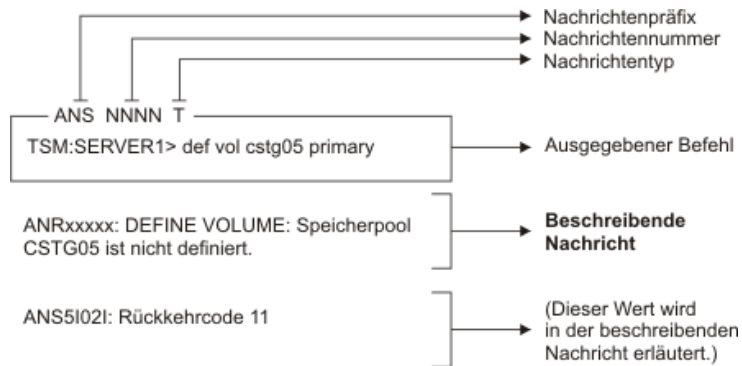 Nachrichtenpräfix
Nachrichtennummer
Nachrichtentyp
ANS NNNN T
TSM:SERVER1> def vol cstg05 primary
Ausgegebener Befehl
ANRxxxxx: DEFINE VOLUME: Speicherpool
CSTG05 ist nicht definiert.
Beschreibende
Nachricht
ANS5I02I: Rückkehrcode 11
(Dieser Wert wird
in der beschreibenden
Nachricht erläutert.)